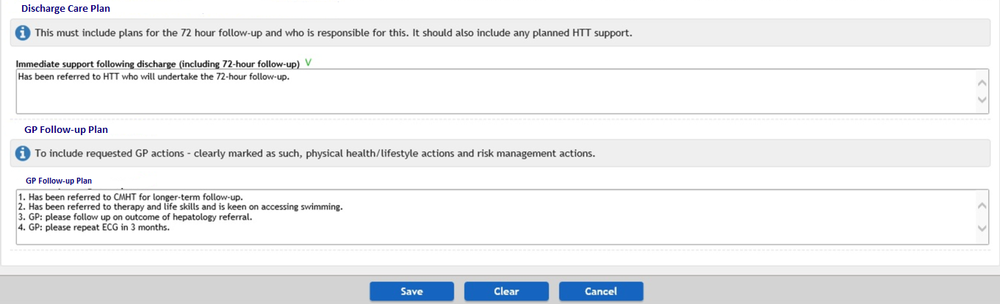 Discharge Care Plan
This must include plans for the 72 hour follow-up and who is responsible for this. It should also include any planned HTT support.
Immediate support following discharge (including 72-hour follow-up) V
Has been referred to HTT who will undertake the 72-hour follow-up.
GP Follow-up Plan
To include requested GP actions - clearly marked as such, physical health/lifestyle actions and risk management actions.
GP Follow-up Plan
1. Has been referred to CMHT for longer-term follow-up.
2. Has been referred to therapy and life skills and is keen on accessing swimming.
3. GP: please follow up on outcome of hepatology referral.
4. GP: please repeat ECG in 3 months.
Save Clear Cancel